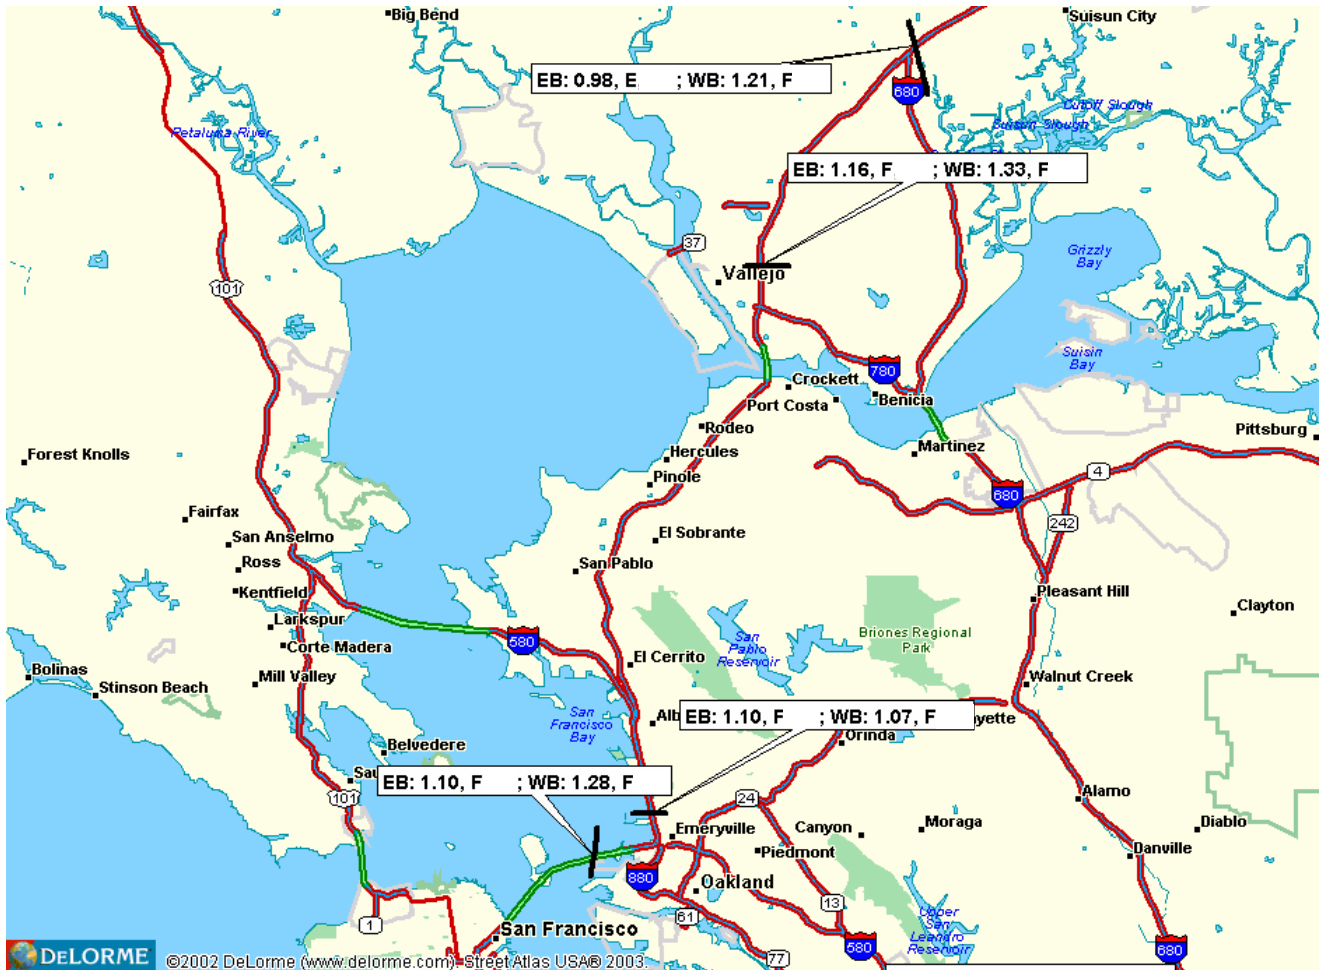 Big Bend
Suisun City
EB: 0.98, E ; WB: 1.21, F
680
Cutoff Slough
Suisun Slough
Petaluma River
EB: 1.16, F ; WB: 1.33, F
37
Grizzly
Bay
Vallejo
101
Suisin
Bay
780
Crockett
Benicia
Port Costa
Rodeo
Pittsburg
Martinez
Hercules
Forest Knolls
4
Pinole
680
Fairfax
242
San Anselmo
El Sobrante
Ross
San Pablo
Kentfield
Pleasant Hill
Clayton
Larkspur
580
San
Pablo
Reservoir
Briones Regional
Park
Corte Madera
El Cerrito
Bolinas
Mill Valley
Walnut Creek
Stinson Beach
San
Francisco
Bay
Alb
EB: 1.10, F ; WB: 1.07, F
yette
Orinda
Belvedere
Sau
EB: 1.10, F ; WB: 1.28, F
101
24
Alamo
Emeryville
Canyon
Moraga
Diablo
Piedmont
Danville
880
Oakland
13
61
1
San Francisco
Upper
San
Leandro
Reservoir
580
680
77
DELORME
©2002 DeLorme (www.delorme.com) Street Atlas USA® 2003.